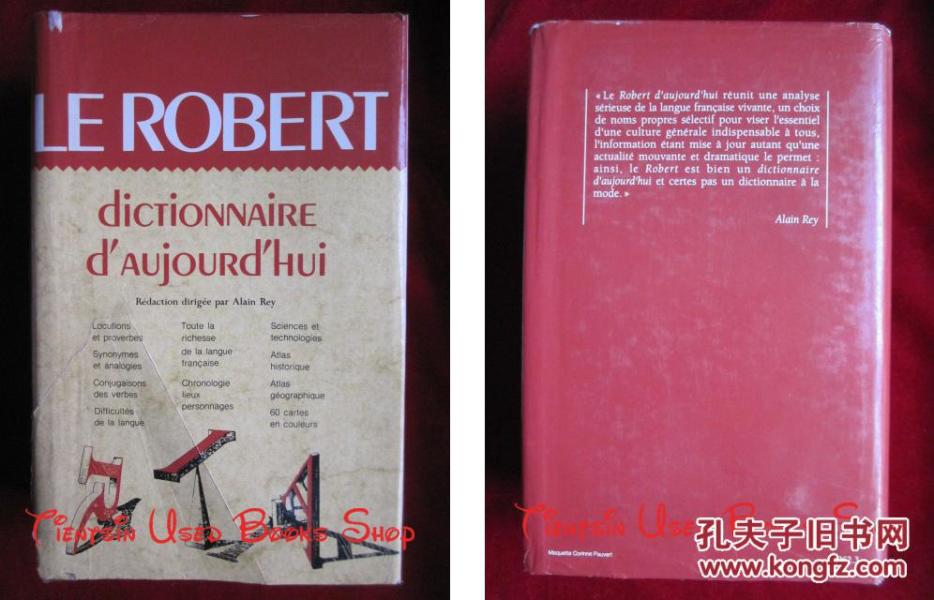 LE ROBERT
dictionnaire
d'aujourd'hui
Rédaction dirigée par Alain Rey
Locutions
et proverbes
Synonymes
et analogies
Conjugaisons
des verbes
Difficultés
de la langue
Toute la
richesse
de la langue
française
Chronologie
lieux
personnages
Sciences et
technologies
Atlas
historique
Atlas
géographique
60 cartes
en couleurs
Tientsin Used Books Shop
« Le Robert d'aujourd'hui réunit une analyse
sérieuse de la langue française vivante, un choix
de noms propres sélectif pour viser l'essentiel
d'une culture générale indispensable à tous,
l'information étant mise à jour autant qu'une
actualité mouvante et dramatique le permet :
ainsi, le Robert est bien un dictionnaire
d'aujourd'hui et certes pas un dictionnaire à la
mode. »
Alain Rey
Tientsin Used B
Maquette Corinne Pauvert
孔夫子旧书网
www.kongfz.com